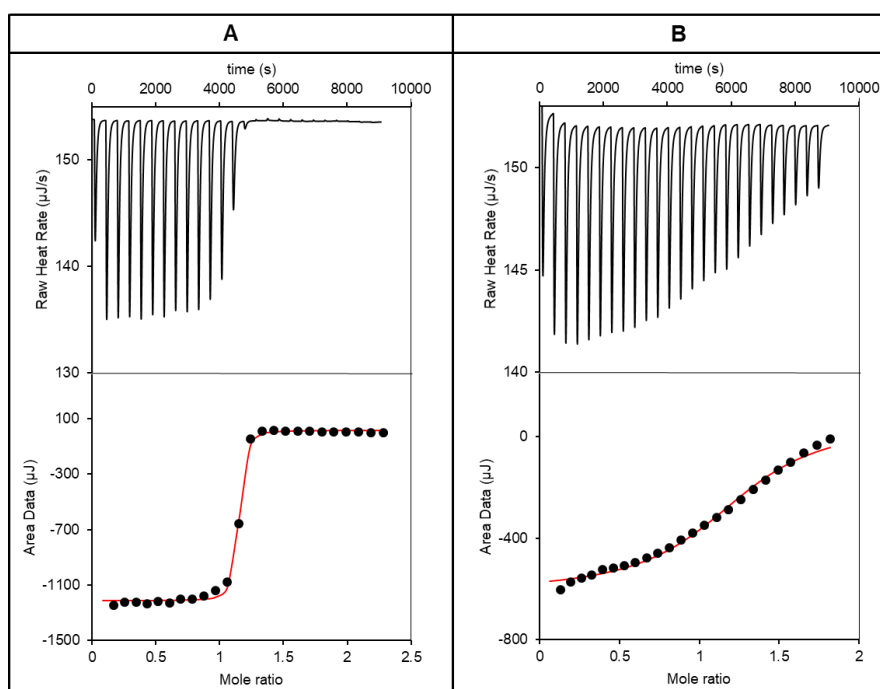 A
time (s)
0 2000 4000 6000 8000 10000
150
140
130
Raw Heat Rate (µJ/s)
100
-300
-700
-1100
-1500
Area Data (µJ)
0 0.5 1 1.5 2 2.5
Mole ratio
B
time (s)
0 2000 4000 6000 8000 10000
150
145
140
Raw Heat Rate (µJ/s)
0
-400
-800
Area Data (µJ)
0 0.5 1 1.5 2
Mole ratio